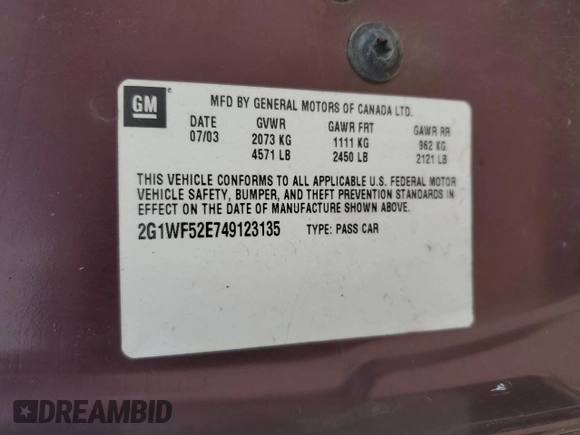 GM
MFD BY GENERAL MOTORS OF CANADA LTD.
DATE GVWR GAWR FRT GAWR RR
07/03 2073 KG 1111 KG 962 KG
4571 LB 2450 LB 2121 LB
THIS VEHICLE CONFORMS TO ALL APPLICABLE U.S. FEDERAL MOTOR
VEHICLE SAFETY, BUMPER, AND THEFT PREVENTION STANDARDS IN
EFFECT ON THE DATE OF MANUFACTURE SHOWN ABOVE.
2G1WF52E749123135 TYPE: PASS CAR
DREAMBID